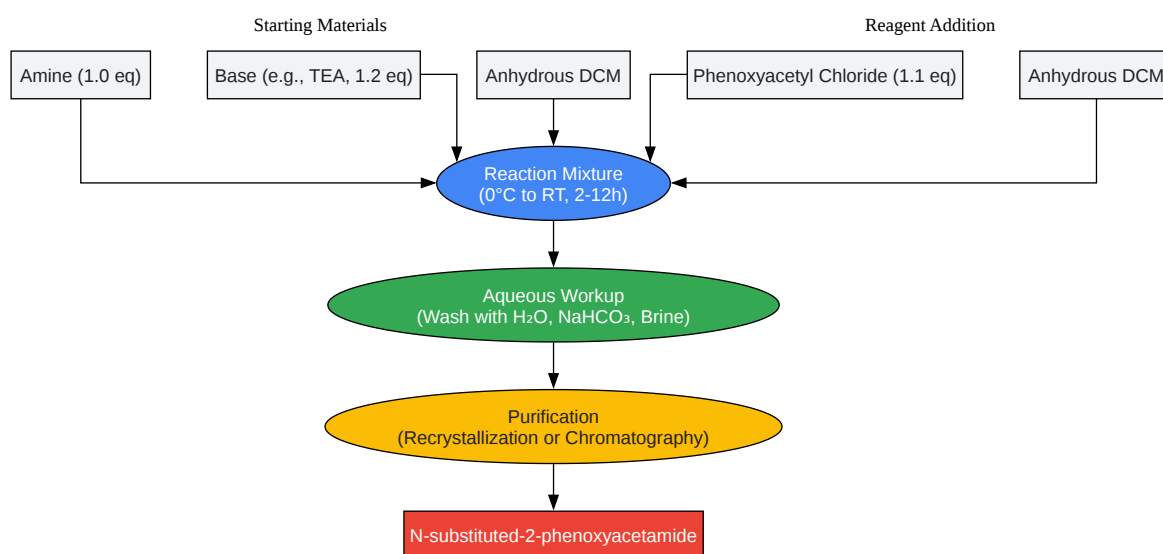 Starting Materials
Reagent Addition
Amine (1.0 eq)
Base (e.g., TEA, 1.2 eq)
Anhydrous DCM
Phenoxyacetyl Chloride (1.1 eq)
Anhydrous DCM
Reaction Mixture
(0°C to RT, 2-12h)
Aqueous Workup
(Wash with H₂O, NaHCO₃, Brine)
Purification
(Recrystallization or Chromatography)
N-substituted-2-phenoxyacetamide